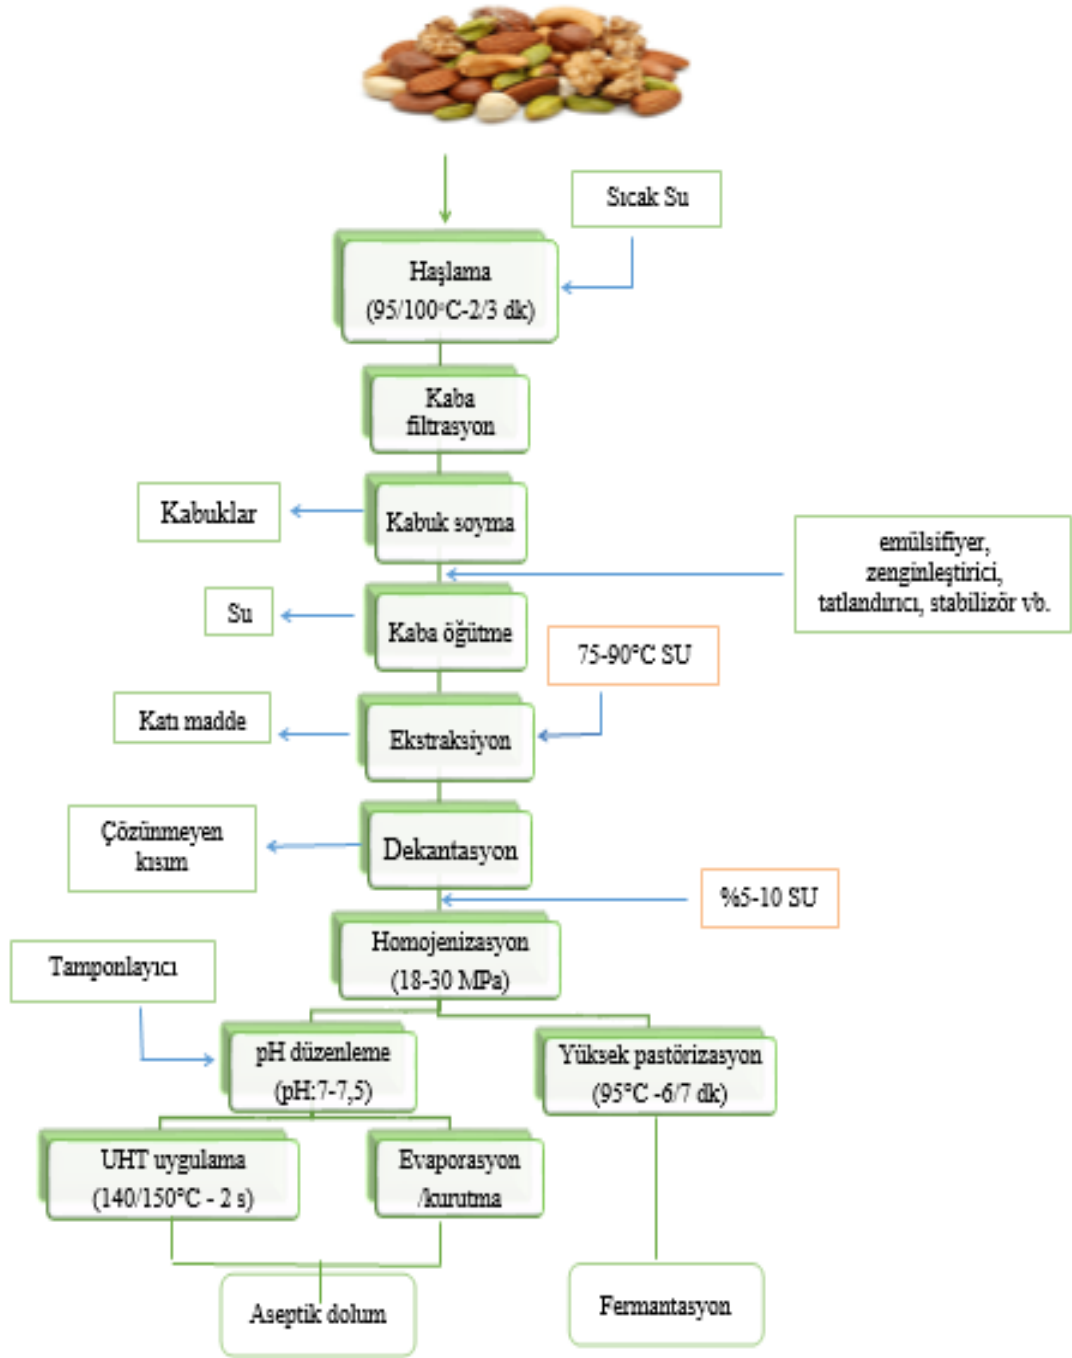 Sıcak Su
Haşlama
(95/100°C-2/3 dk)
Kaba
filtrasyon
Kabuklar
Kabuk soyma
emülsifiyer,
zenginleştirici,
tatlandırıcı, stabilizör vb.
Su
Kaba öğütme
75-90°C SU
Katı madde
Ekstraksiyon
Çözünmeyen
kısım
Dekantasyon
%5-10 SU
Homojenizasyon
(18-30 MPa)
Tamponlayıcı
pH düzenleme
(pH:7-7,5)
Yüksek pastörizasyon
(95°C -6/7 dk)
UHT uygulama
(140/150°C - 2 s)
Evaporasyon
/kurutma
Aseptik dolum
Fermantasyon